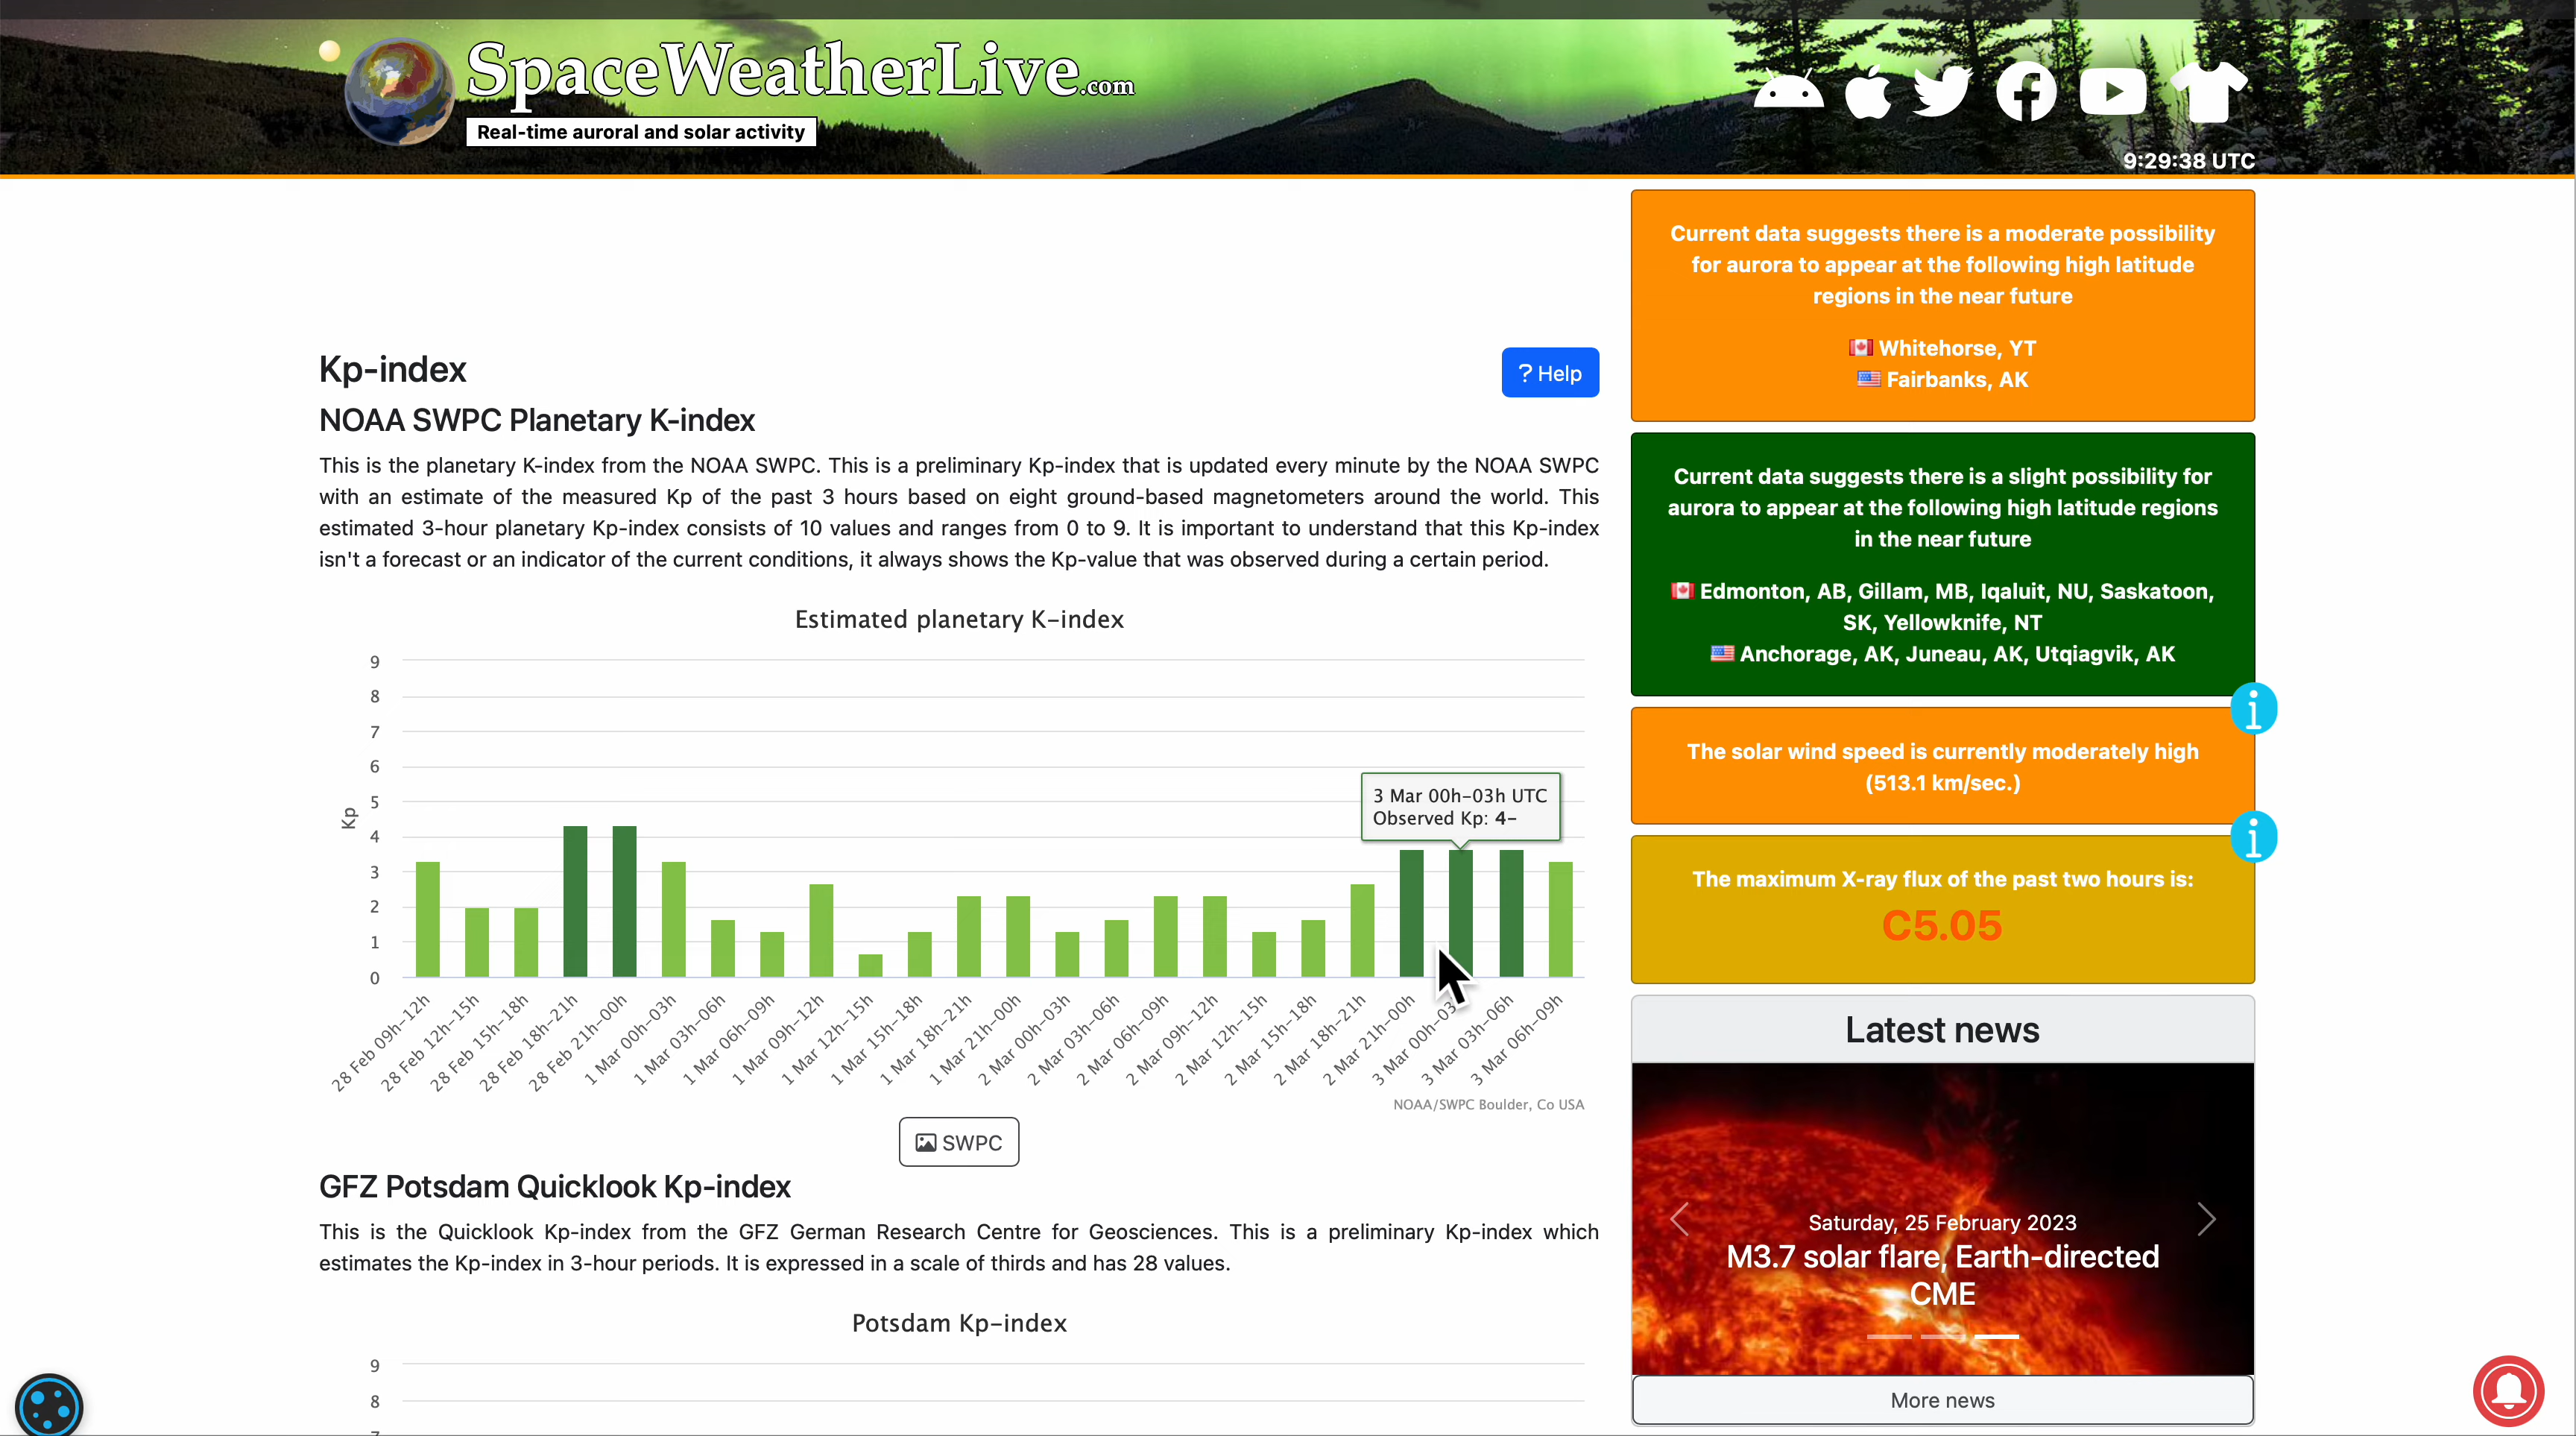 SpaceWeatherLive.com
Real-time auroral and solar activity
9:29:38 UTC
Kp-index
? Help
NOAA SWPC Planetary K-index
This is the planetary K-index from the NOAA SWPC. This is a preliminary Kp-index that is updated every minute by the NOAA SWPC
with an estimate of the measured Kp of the past 3 hours based on eight ground-based magnetometers around the world. This
estimated 3-hour planetary Kp-index consists of 10 values and ranges from 0 to 9. It is important to understand that this Kp-index
isn't a forecast or an indicator of the current conditions, it always shows the Kp-value that was observed during a certain period.
Estimated planetary K-index
9
8
7
6
5
4
3
2
1
0
Kp
3 Mar 00h-03h UTC
Observed Kp: 4-
28 Feb 09h-12h
28 Feb 12h-15h
28 Feb 15h-18h
28 Feb 18h-21h
28 Feb 21h-00h
1 Mar 00h-03h
1 Mar 03h-06h
1 Mar 06h-09h
1 Mar 09h-12h
1 Mar 12h-15h
1 Mar 15h-18h
1 Mar 18h-21h
1 Mar 21h-00h
2 Mar 00h-03h
2 Mar 03h-06h
2 Mar 06h-09h
2 Mar 09h-12h
2 Mar 12h-15h
2 Mar 15h-18h
2 Mar 18h-21h
2 Mar 21h-00h
3 Mar 00h-03
3 Mar 03h-06h
3 Mar 06h-09h
NOAA/SWPC Boulder, Co USA
SWPC
GFZ Potsdam Quicklook Kp-index
This is the Quicklook Kp-index from the GFZ German Research Centre for Geosciences. This is a preliminary Kp-index which
estimates the Kp-index in 3-hour periods. It is expressed in a scale of thirds and has 28 values.
Potsdam Kp-index
9
8
Current data suggests there is a moderate possibility
for aurora to appear at the following high latitude
regions in the near future
Whitehorse, YT
Fairbanks, AK
Current data suggests there is a slight possibility for
aurora to appear at the following high latitude regions
in the near future
Edmonton, AB, Gillam, MB, Iqaluit, NU, Saskatoon,
SK, Yellowknife, NT
Anchorage, AK, Juneau, AK, Utqiagvik, AK
i
The solar wind speed is currently moderately high
(513.1 km/sec.)
i
The maximum X-ray flux of the past two hours is:
C5.05
Latest news
Saturday, 25 February 2023
M3.7 solar flare, Earth-directed
CME
More news